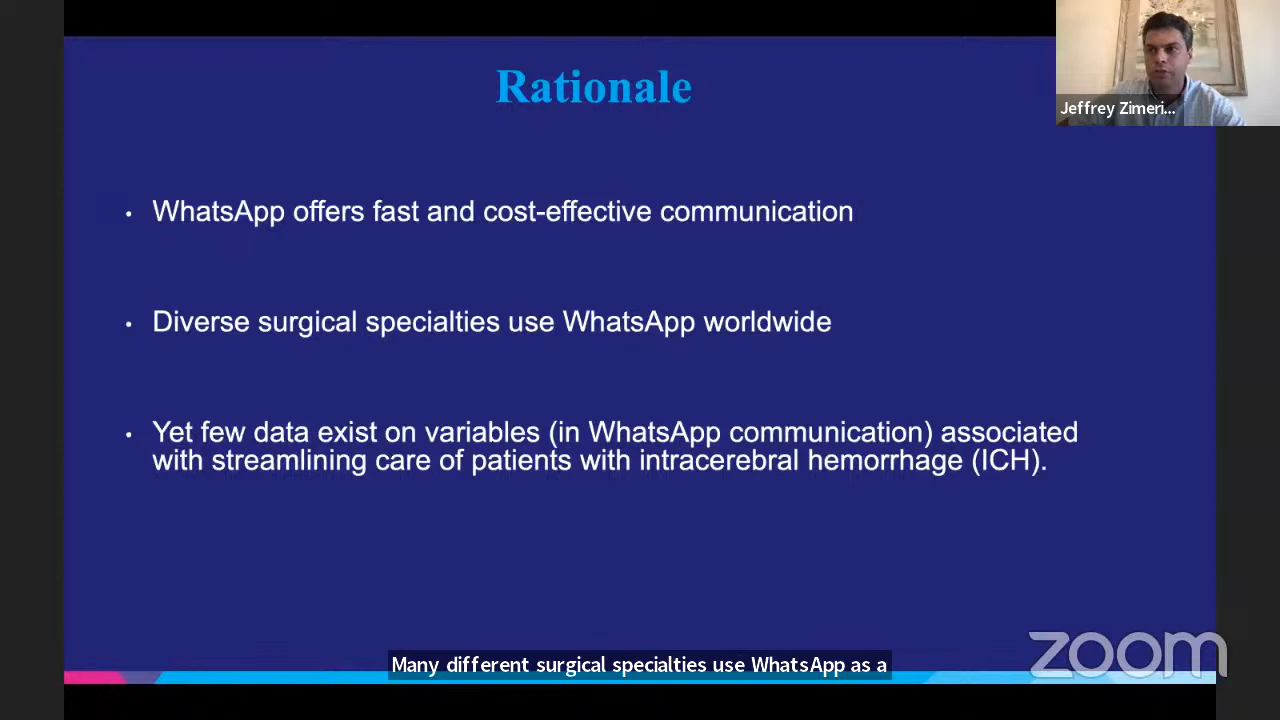 Rationale
Jeffrey Zimeri...
• WhatsApp offers fast and cost-effective communication
• Diverse surgical specialties use WhatsApp worldwide
• Yet few data exist on variables (in WhatsApp communication) associated
with streamlining care of patients with intracerebral hemorrhage (ICH).
zoom
Many different surgical specialties use WhatsApp as a